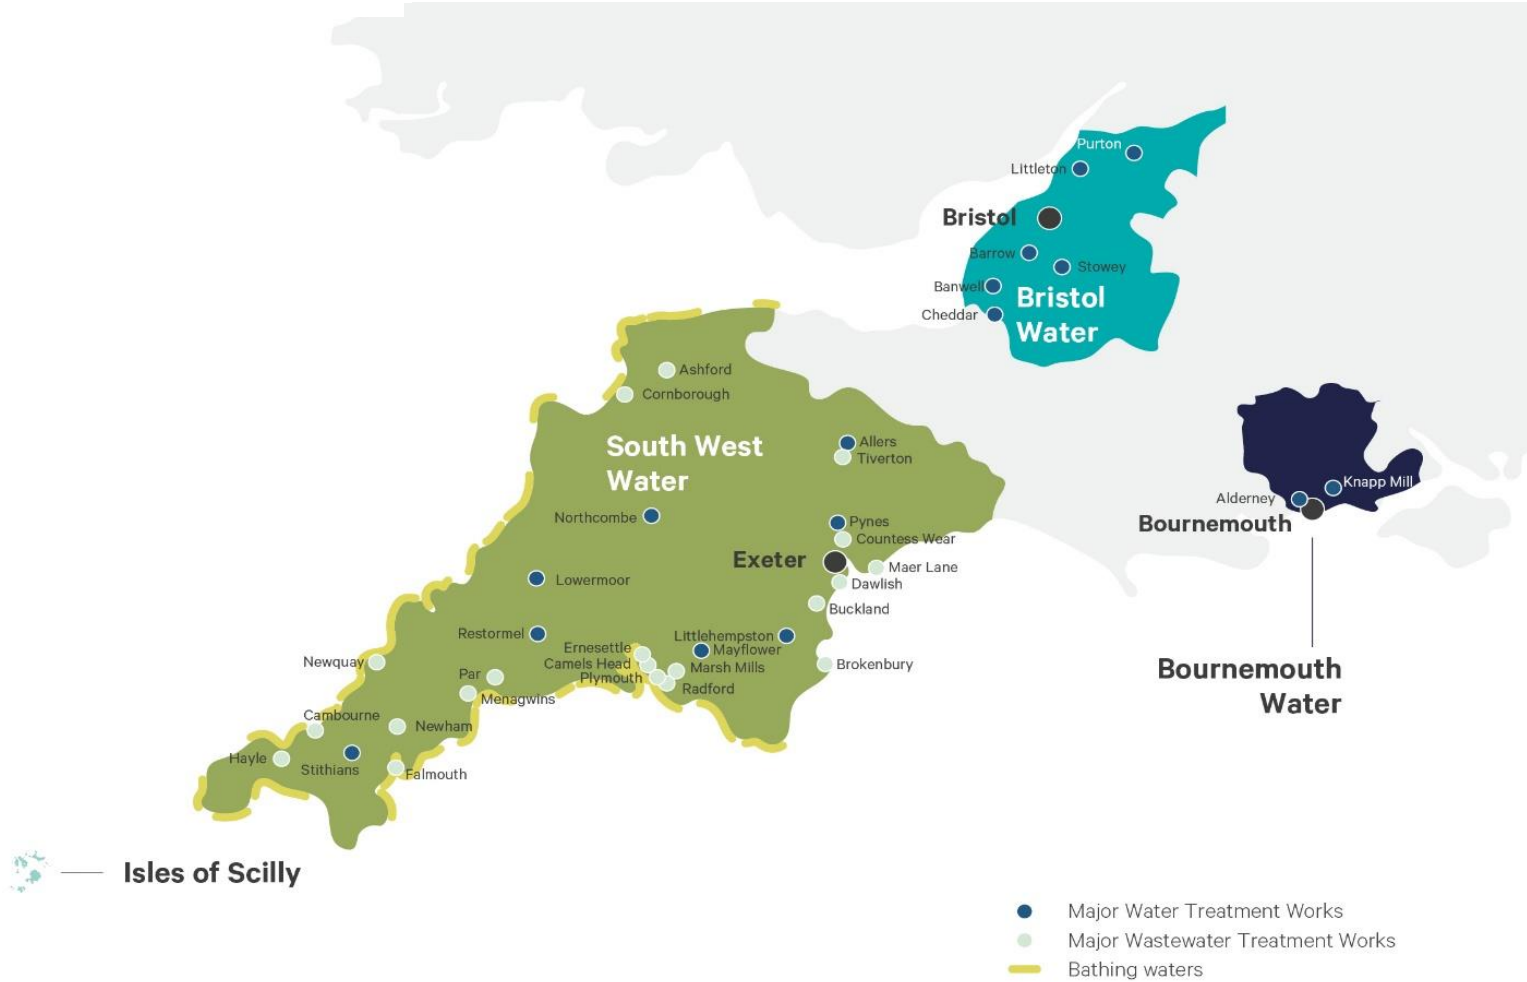 Purton
Littleton
Bristol
Barrow
Stowey
Banwell
Bristol
Water
Cheddar
Ashford
Cornborough
South West
Water
Allers
Tiverton
Northcombe
Pynes
Countess Wear
Exeter
Maer Lane
Dawlish
Lowermoor
Buckland
Restormel
Littlehempston
Ernesettle
Mayflower
Camels Head
Marsh Mills
Plymouth
Radford
Brokenbury
Newquay
Par
Menagwins
Cambourne
Newham
Hayle
Stithians
Falmouth
Knapp Mill
Alderney
Bournemouth
Bournemouth
Water
Isles of Scilly
Major Water Treatment Works
Major Wastewater Treatment Works
Bathing waters